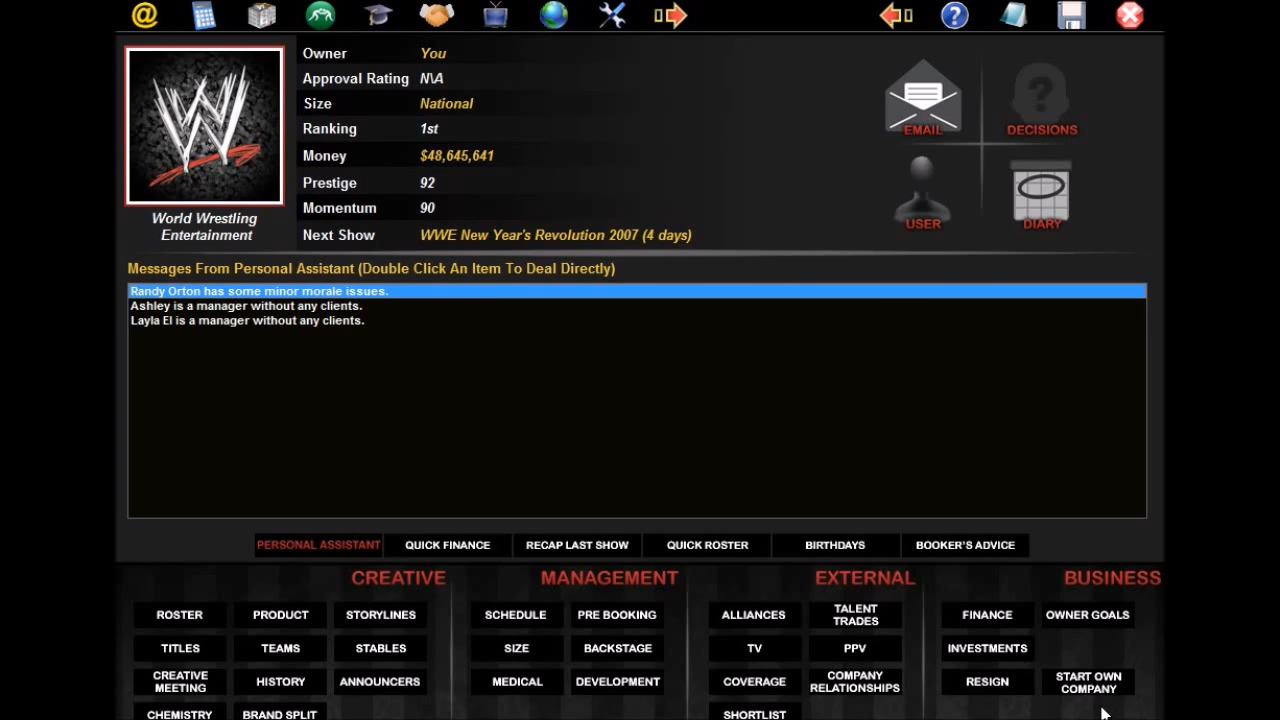 Owner You
Approval Rating N\A
Size National
Ranking 1st
Money $48,645,641
Prestige 92
Momentum 90
Next Show WWE New Year's Revolution 2007 (4 days)
World Wrestling
Entertainment
EMAIL
DECISIONS
USER
DIARY
Messages From Personal Assistant (Double Click An Item To Deal Directly)
Randy Orton has some minor morale issues.
Ashley is a manager without any clients.
Layla El is a manager without any clients.
PERSONAL ASSISTANT QUICK FINANCE RECAP LAST SHOW QUICK ROSTER BIRTHDAYS BOOKER'S ADVICE
CREATIVE
ROSTER PRODUCT STORYLINES
TITLES TEAMS STABLES
CREATIVE
MEETING
HISTORY ANNOUNCERS
CHEMISTRY BRAND SPLIT
MANAGEMENT
SCHEDULE PRE BOOKING
SIZE BACKSTAGE
MEDICAL DEVELOPMENT
EXTERNAL
ALLIANCES
TALENT
TRADES
TV PPV
COVERAGE
COMPANY
RELATIONSHIPS
SHORTLIST
BUSINESS
FINANCE OWNER GOALS
INVESTMENTS
RESIGN
START OWN
COMPANY